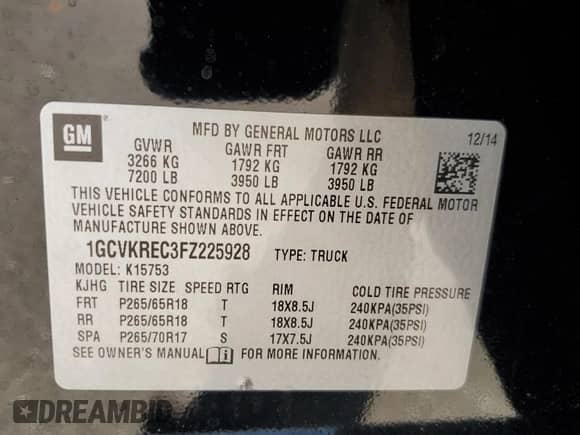 GM
MFD BY GENERAL MOTORS LLC 12/14
GVWR GAWR FRT GAWR RR
3266 KG 1792 KG 1792 KG
7200 LB 3950 LB 3950 LB
THIS VEHICLE CONFORMS TO ALL APPLICABLE U.S. FEDERAL MOTOR
VEHICLE SAFETY STANDARDS IN EFFECT ON THE DATE OF
MANUFACTURE SHOWN ABOVE.
1GCVKREC3FZ225928 TYPE: TRUCK
MODEL: K15753
KJHG TIRE SIZE SPEED RTG RIM COLD TIRE PRESSURE
FRT P265/65R18 T 18X8.5J 240KPA(35PSI)
RR P265/65R18 T 18X8.5J 240KPA(35PSI)
SPA P265/70R17 S 17X7.5J 240KPA(35PSI)
SEE OWNER'S MANUAL FOR MORE INFORMATION.
DREAMBID